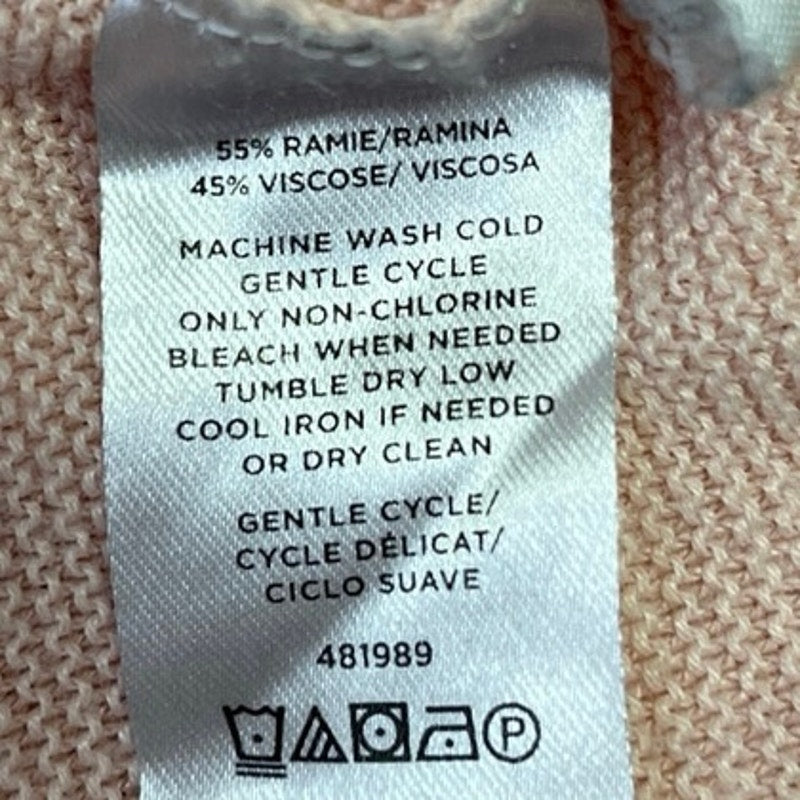 55% RAMIE/RAMINA
45% VISCOSE/ VISCOSA
MACHINE WASH COLD
GENTLE CYCLE
ONLY NON-CHLORINE
BLEACH WHEN NEEDED
TUMBLE DRY LOW
COOL IRON IF NEEDED
OR DRY CLEAN
GENTLE CYCLE/
CYCLE DÉLICAT/
CICLO SUAVE
481989
P